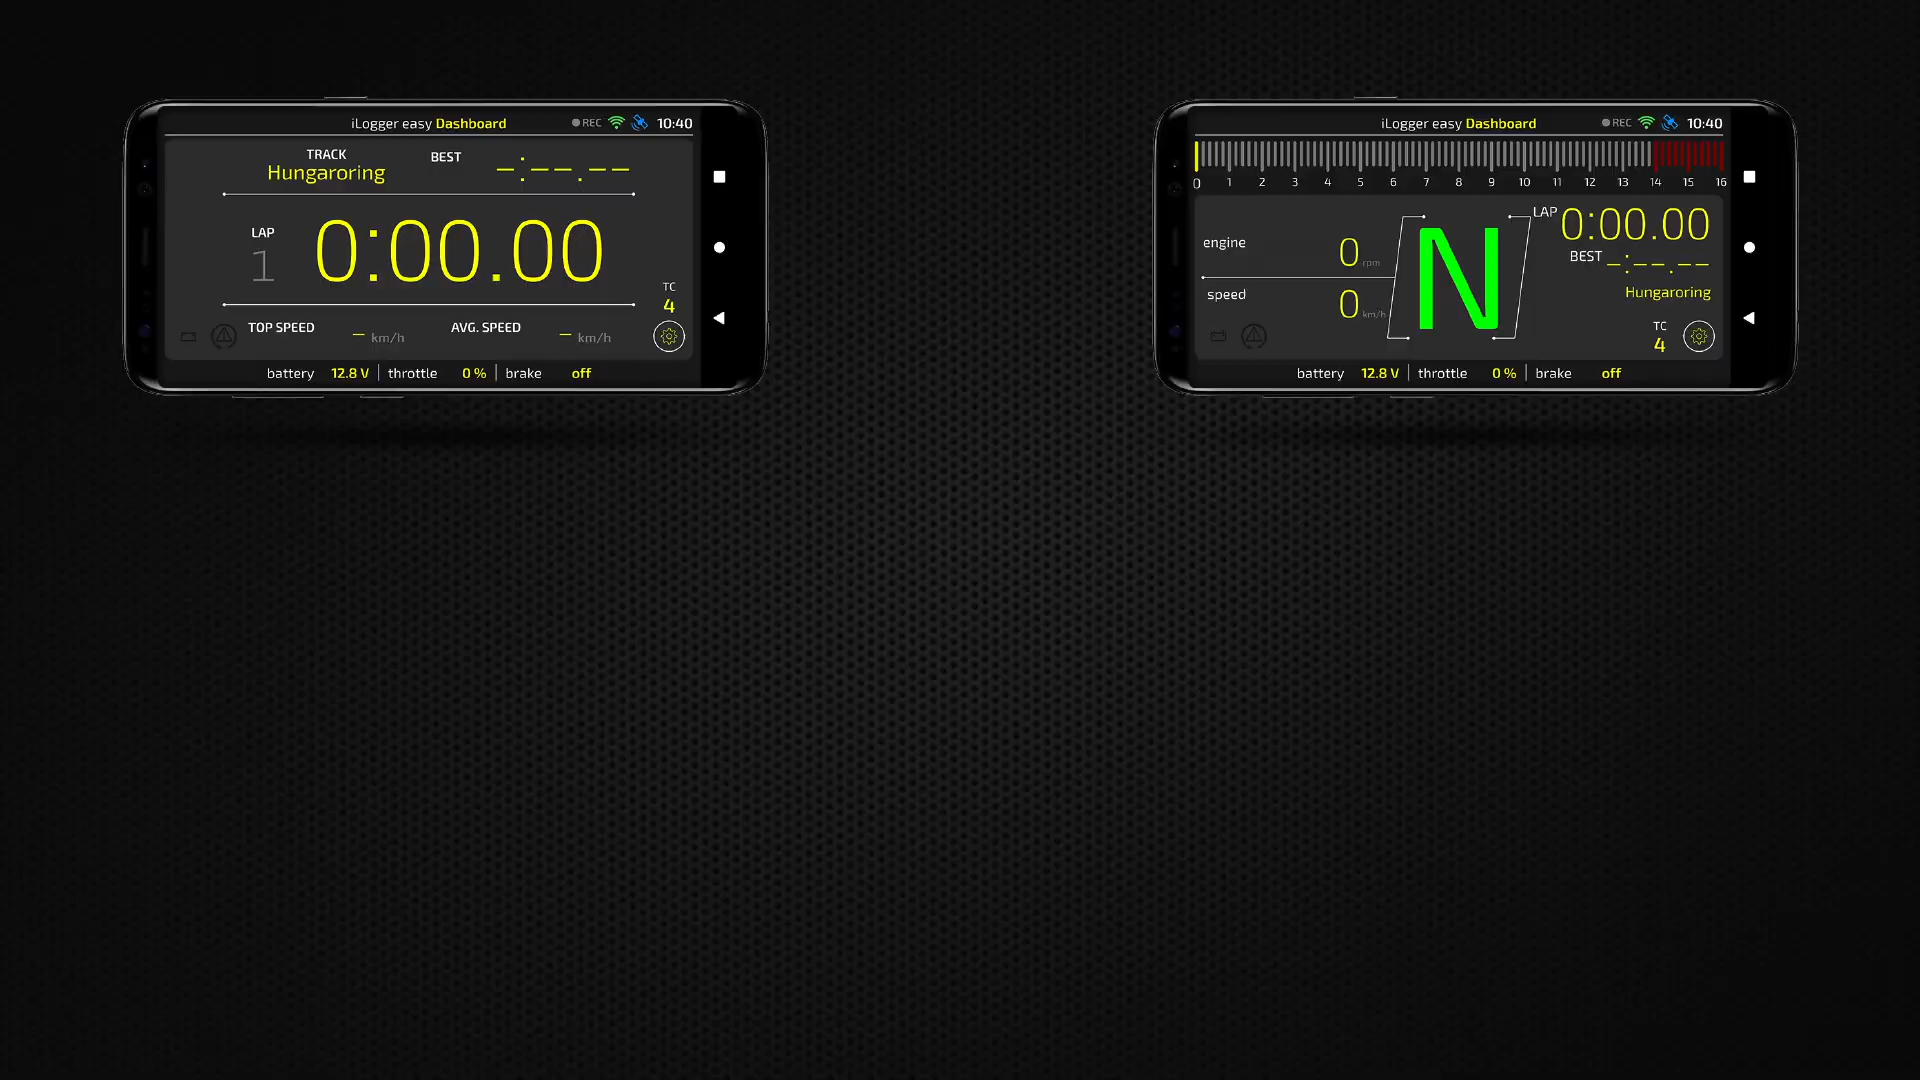 iLogger easy Dashboard REC 10:40
TRACK BEST
Hungaroring -:--.--
LAP
1 0:00.00
TC
4
TOP SPEED - km/h AVG. SPEED - km/h
battery 12.8 V throttle 0 % brake off
iLogger easy Dashboard REC 10:40
0 1 2 3 4 5 6 7 8 9 10 11 12 13 14 15 16
engine 0 rpm
speed 0 km/h
N
LAP 0:00.00
BEST -:--.--
Hungaroring
TC
4
battery 12.8 V throttle 0 % brake off